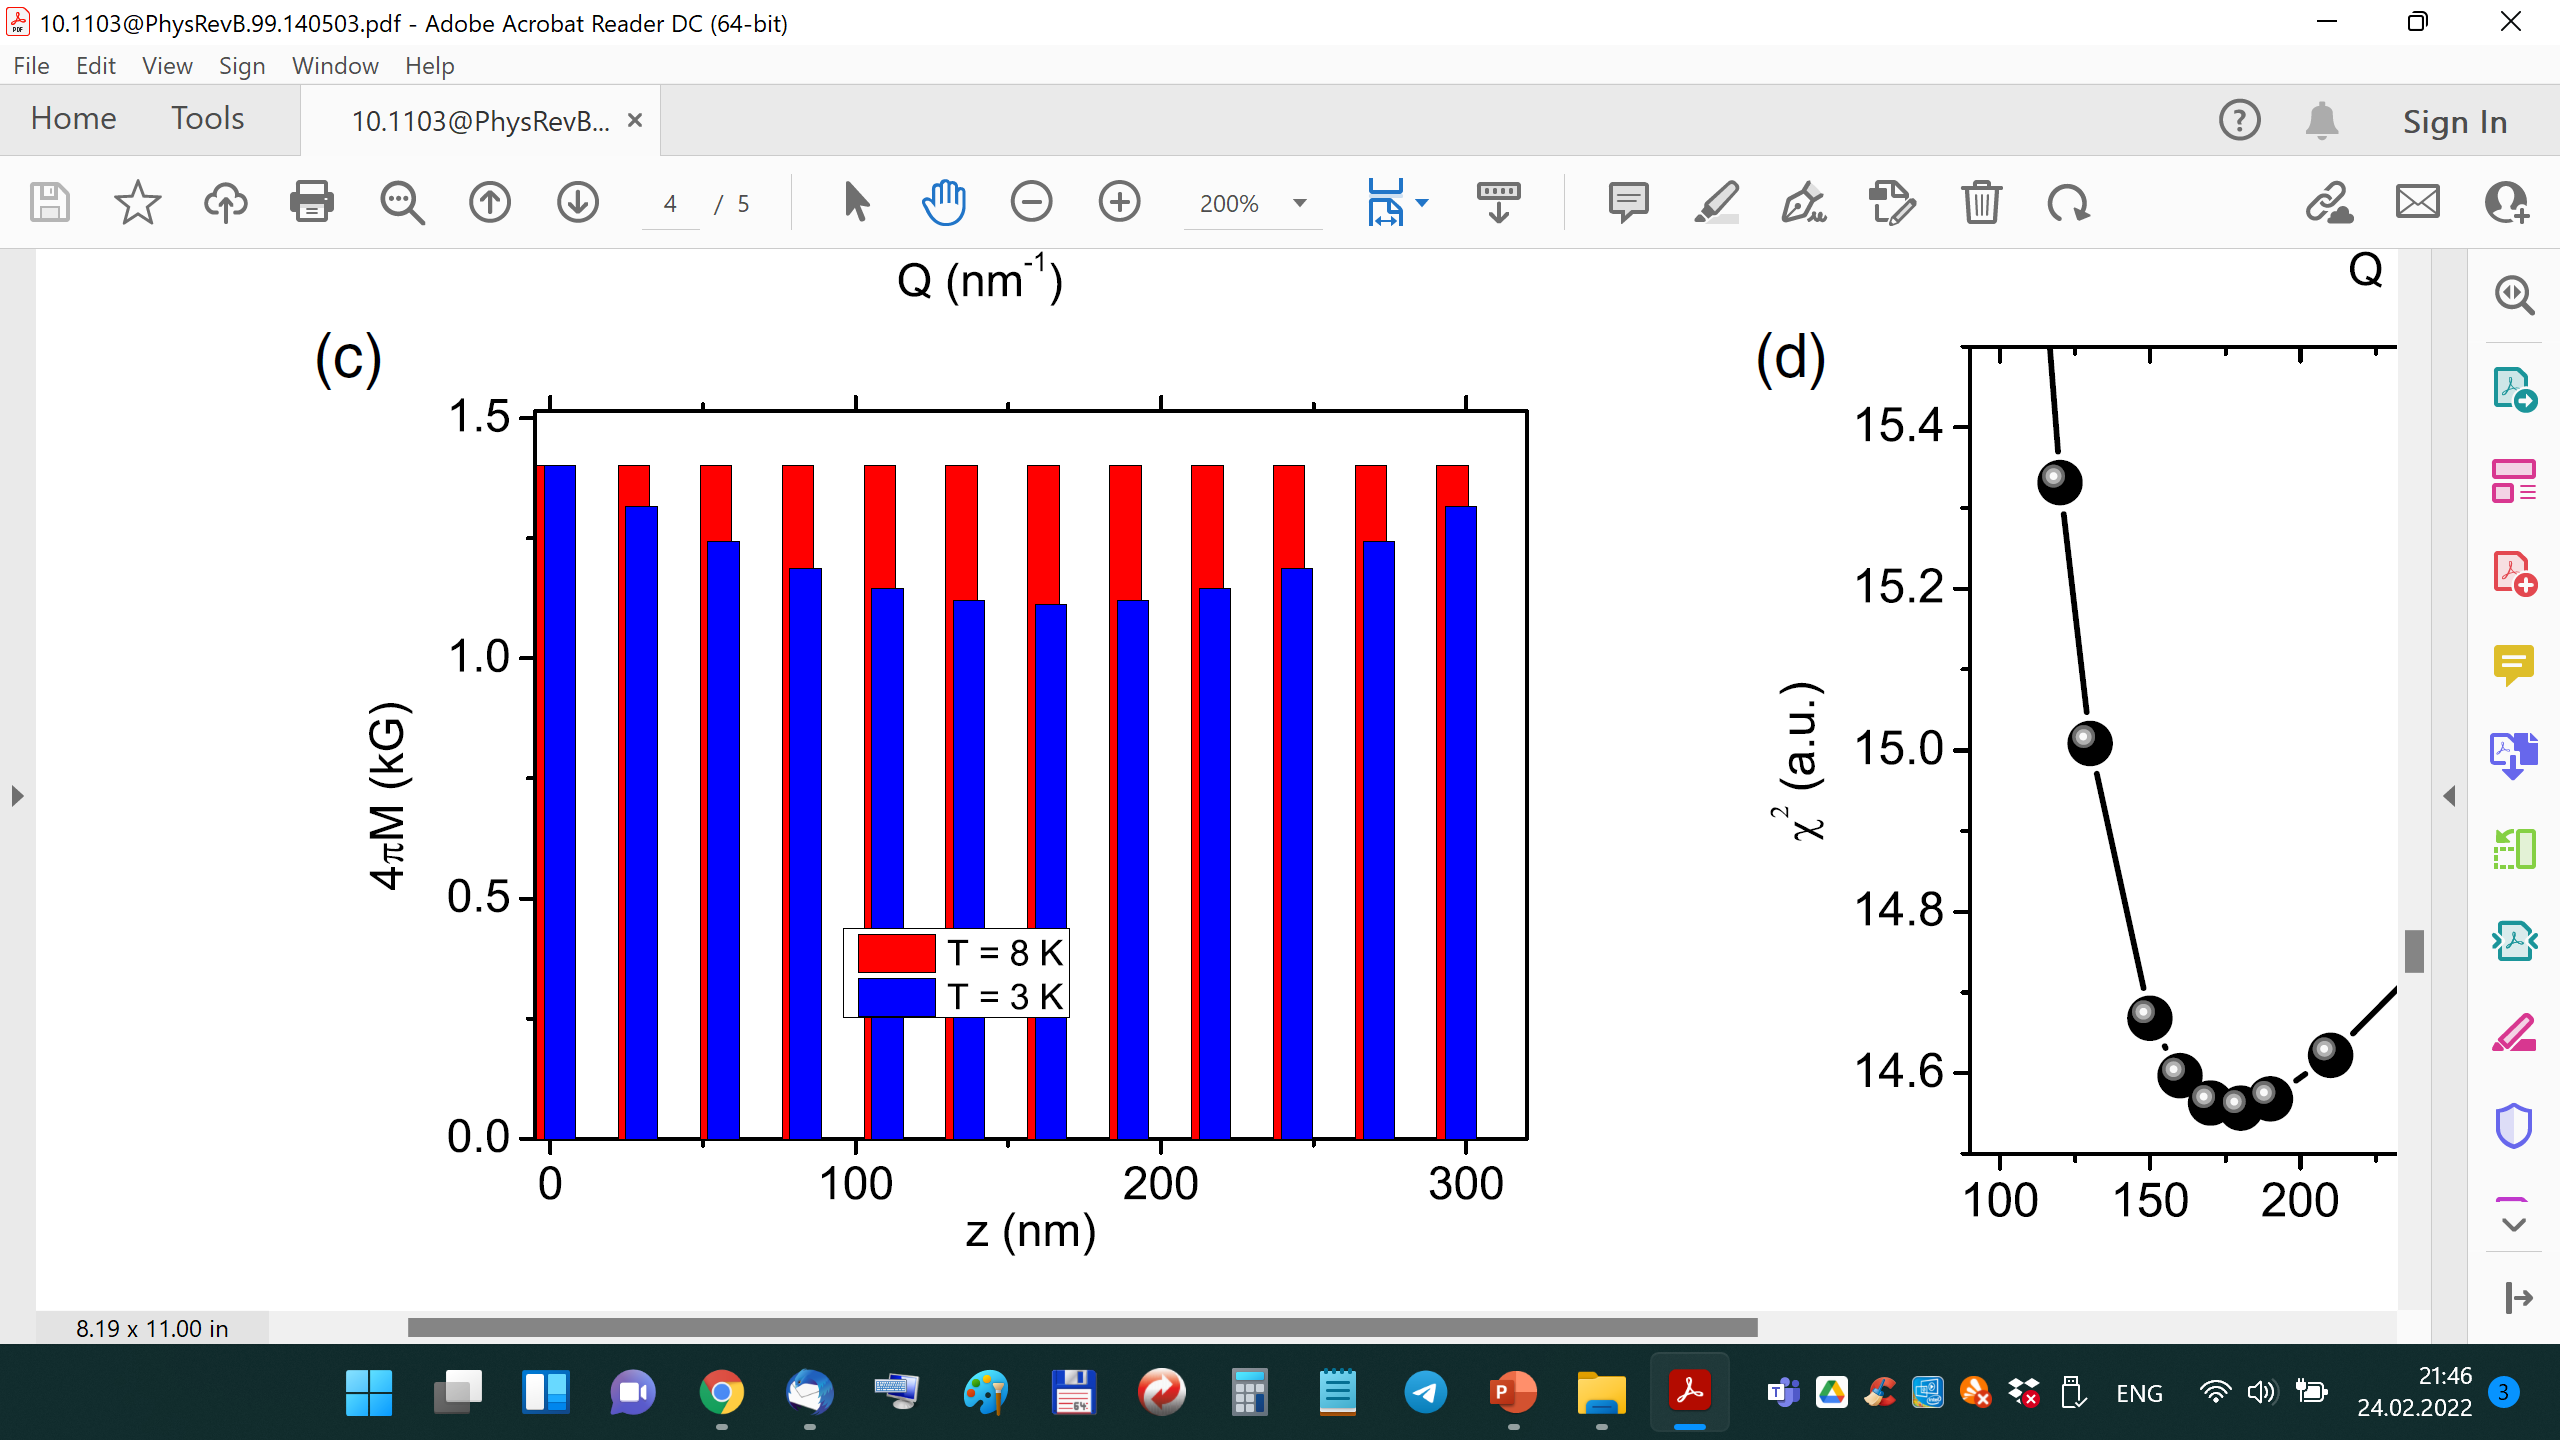 10.1103@PhysRevB.99.140503.pdf - Adobe Acrobat Reader DC (64-bit)
File Edit View Sign Window Help
Home Tools 10.1103@PhysRevB... × Sign In
4 / 5 200%
Q (nm⁻¹)
Q
(c)
1.5
1.0
0.5
0.0
4πM (kG)
T = 8 K
T = 3 K
0 100 200 300
z (nm)
(d)
15.4
15.2
15.0
14.8
14.6
χ² (a.u.)
100 150 200
8.19 x 11.00 in
ENG
21:46
24.02.2022
3